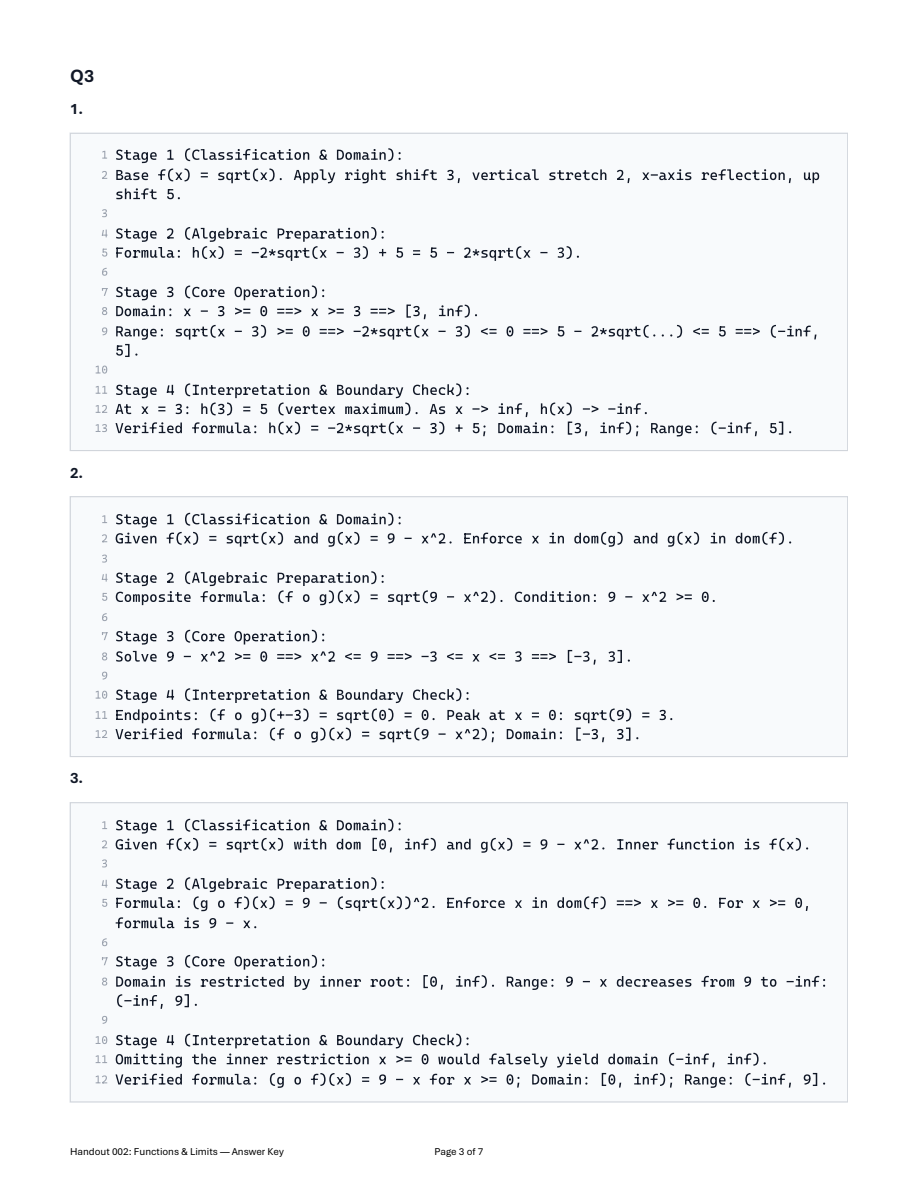 Q3
1.
1 Stage 1 (Classification & Domain):
2 Base f(x) = sqrt(x). Apply right shift 3, vertical stretch 2, x-axis reflection, up
shift 5.
3
4 Stage 2 (Algebraic Preparation):
5 Formula: h(x) = -2*sqrt(x - 3) + 5 = 5 - 2*sqrt(x - 3).
6
7 Stage 3 (Core Operation):
8 Domain: x - 3 >= 0 ==> x >= 3 ==> [3, inf).
9 Range: sqrt(x - 3) >= 0 ==> -2*sqrt(x - 3) <= 0 ==> 5 - 2*sqrt(...) <= 5 ==> (-inf,
5].
10
11 Stage 4 (Interpretation & Boundary Check):
12 At x = 3: h(3) = 5 (vertex maximum). As x -> inf, h(x) -> -inf.
13 Verified formula: h(x) = -2*sqrt(x - 3) + 5; Domain: [3, inf); Range: (-inf, 5].
2.
1 Stage 1 (Classification & Domain):
2 Given f(x) = sqrt(x) and g(x) = 9 - x^2. Enforce x in dom(g) and g(x) in dom(f).
3
4 Stage 2 (Algebraic Preparation):
5 Composite formula: (f o g)(x) = sqrt(9 - x^2). Condition: 9 - x^2 >= 0.
6
7 Stage 3 (Core Operation):
8 Solve 9 - x^2 >= 0 ==> x^2 <= 9 ==> -3 <= x <= 3 ==> [-3, 3].
9
10 Stage 4 (Interpretation & Boundary Check):
11 Endpoints: (f o g)(+-3) = sqrt(0) = 0. Peak at x = 0: sqrt(9) = 3.
12 Verified formula: (f o g)(x) = sqrt(9 - x^2); Domain: [-3, 3].
3.
1 Stage 1 (Classification & Domain):
2 Given f(x) = sqrt(x) with dom [0, inf) and g(x) = 9 - x^2. Inner function is f(x).
3
4 Stage 2 (Algebraic Preparation):
5 Formula: (g o f)(x) = 9 - (sqrt(x))^2. Enforce x in dom(f) ==> x >= 0. For x >= 0,
formula is 9 - x.
6
7 Stage 3 (Core Operation):
8 Domain is restricted by inner root: [0, inf). Range: 9 - x decreases from 9 to -inf:
(-inf, 9].
9
10 Stage 4 (Interpretation & Boundary Check):
11 Omitting the inner restriction x >= 0 would falsely yield domain (-inf, inf).
12 Verified formula: (g o f)(x) = 9 - x for x >= 0; Domain: [0, inf); Range: (-inf, 9].
Handout 002: Functions & Limits — Answer Key Page 3 of 7